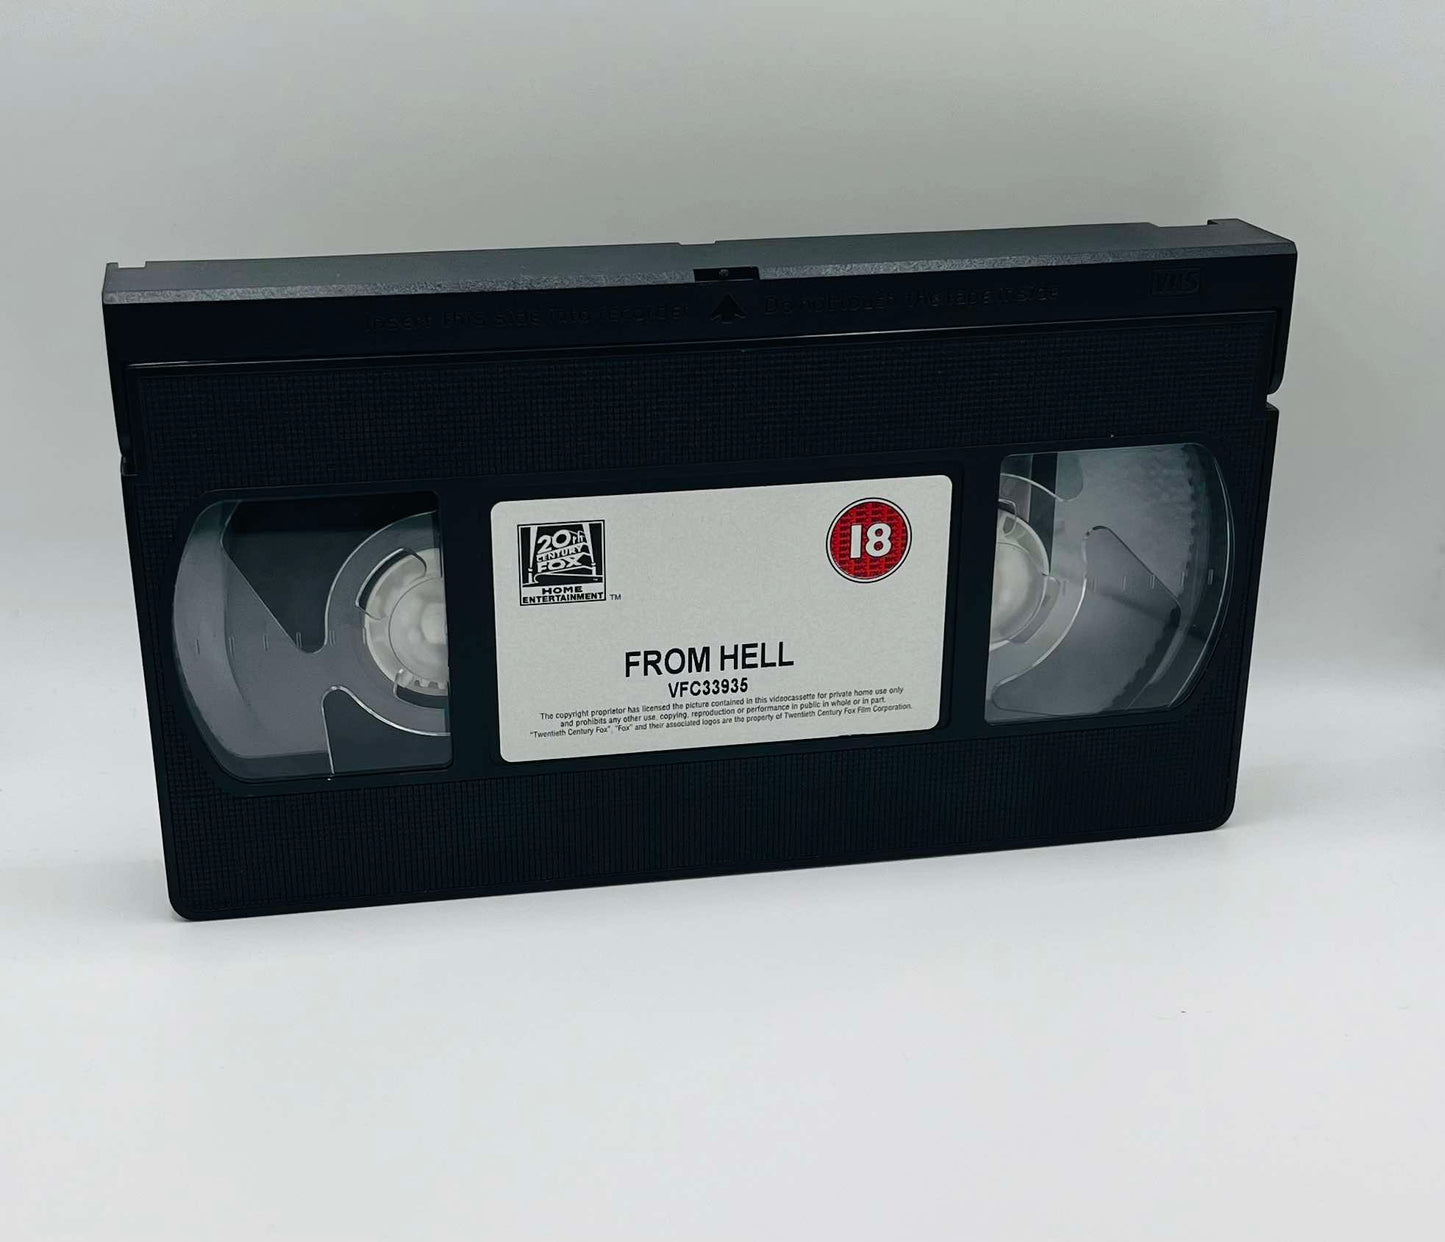 Insert this side into recorder Do not touch the tape inside
VHS
20th
CENTURY
FOX
HOME
ENTERTAINMENT TM
18
FROM HELL
VFC33935
The copyright proprietor has licensed the picture contained in this videocassette for private home use only
and prohibits any other use, copying, reproduction or performance in public in whole or in part.
"Twentieth Century Fox", "Fox" and their associated logos are the property of Twentieth Century Fox Film Corporation.